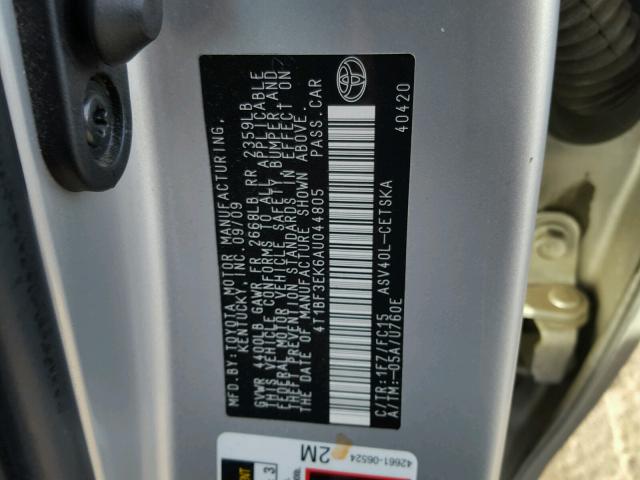 MFD.BY:TOYOTA MOTOR MANUFACTURING,
KENTUCKY, INC. 09/09
GVWR 4400LB GAWR FR 2668LB RR 2359LB
THIS VEHICLE CONFORMS TO ALL APPLICABLE
FEDERAL MOTOR VEHICLE SAFETY, BUMPER, AND
THEFT PREVENTION STANDARDS IN EFFECT ON
THE DATE OF MANUFACTURE SHOWN ABOVE.
4T1BF3EK6AU044805 PASS.CAR
C/TR:1FZ/FC15 ASV40L-CETSKA
A/TM:-05A/U760E
40420
42661-06524
2M